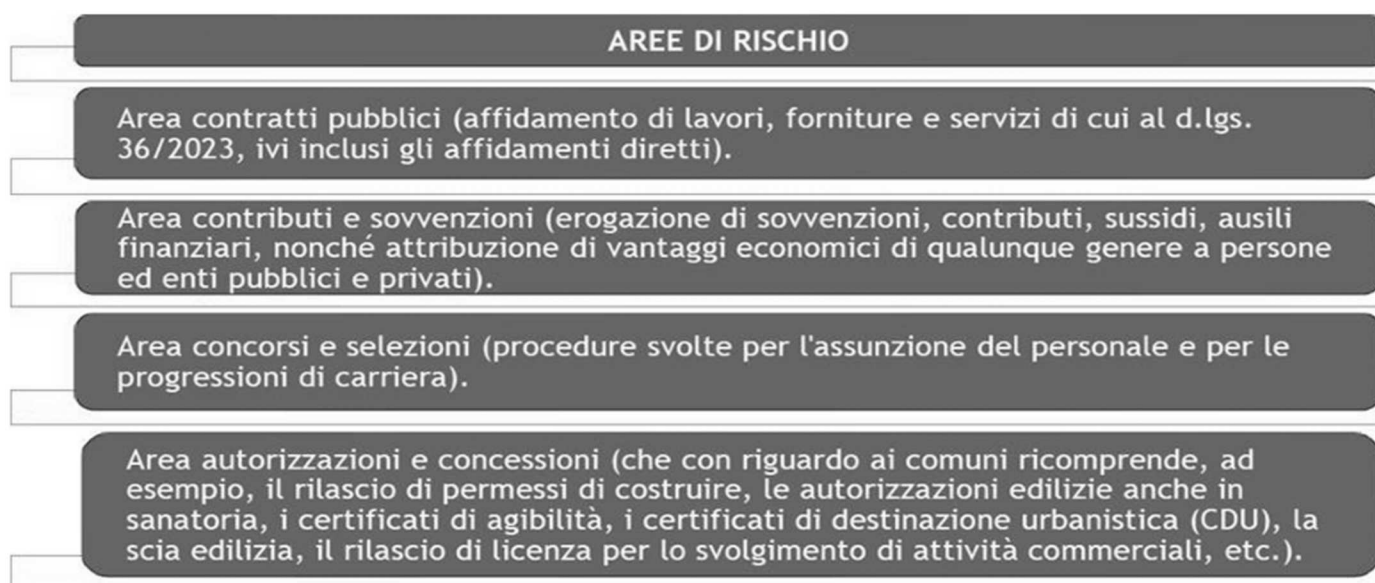 AREE DI RISCHIO
Area contratti pubblici (affidamento di lavori, forniture e servizi di cui al d.lgs.
36/2023, ivi inclusi gli affidamenti diretti).
Area contributi e sovvenzioni (erogazione di sovvenzioni, contributi, sussidi, ausili
finanziari, nonché attribuzione di vantaggi economici di qualunque genere a persone
ed enti pubblici e privati).
Area concorsi e selezioni (procedure svolte per l'assunzione del personale e per le
progressioni di carriera).
Area autorizzazioni e concessioni (che con riguardo ai comuni ricomprende, ad
esempio, il rilascio di permessi di costruire, le autorizzazioni edilizie anche in
sanatoria, i certificati di agibilità, i certificati di destinazione urbanistica (CDU), la
scia edilizia, il rilascio di licenza per lo svolgimento di attività commerciali, etc.).